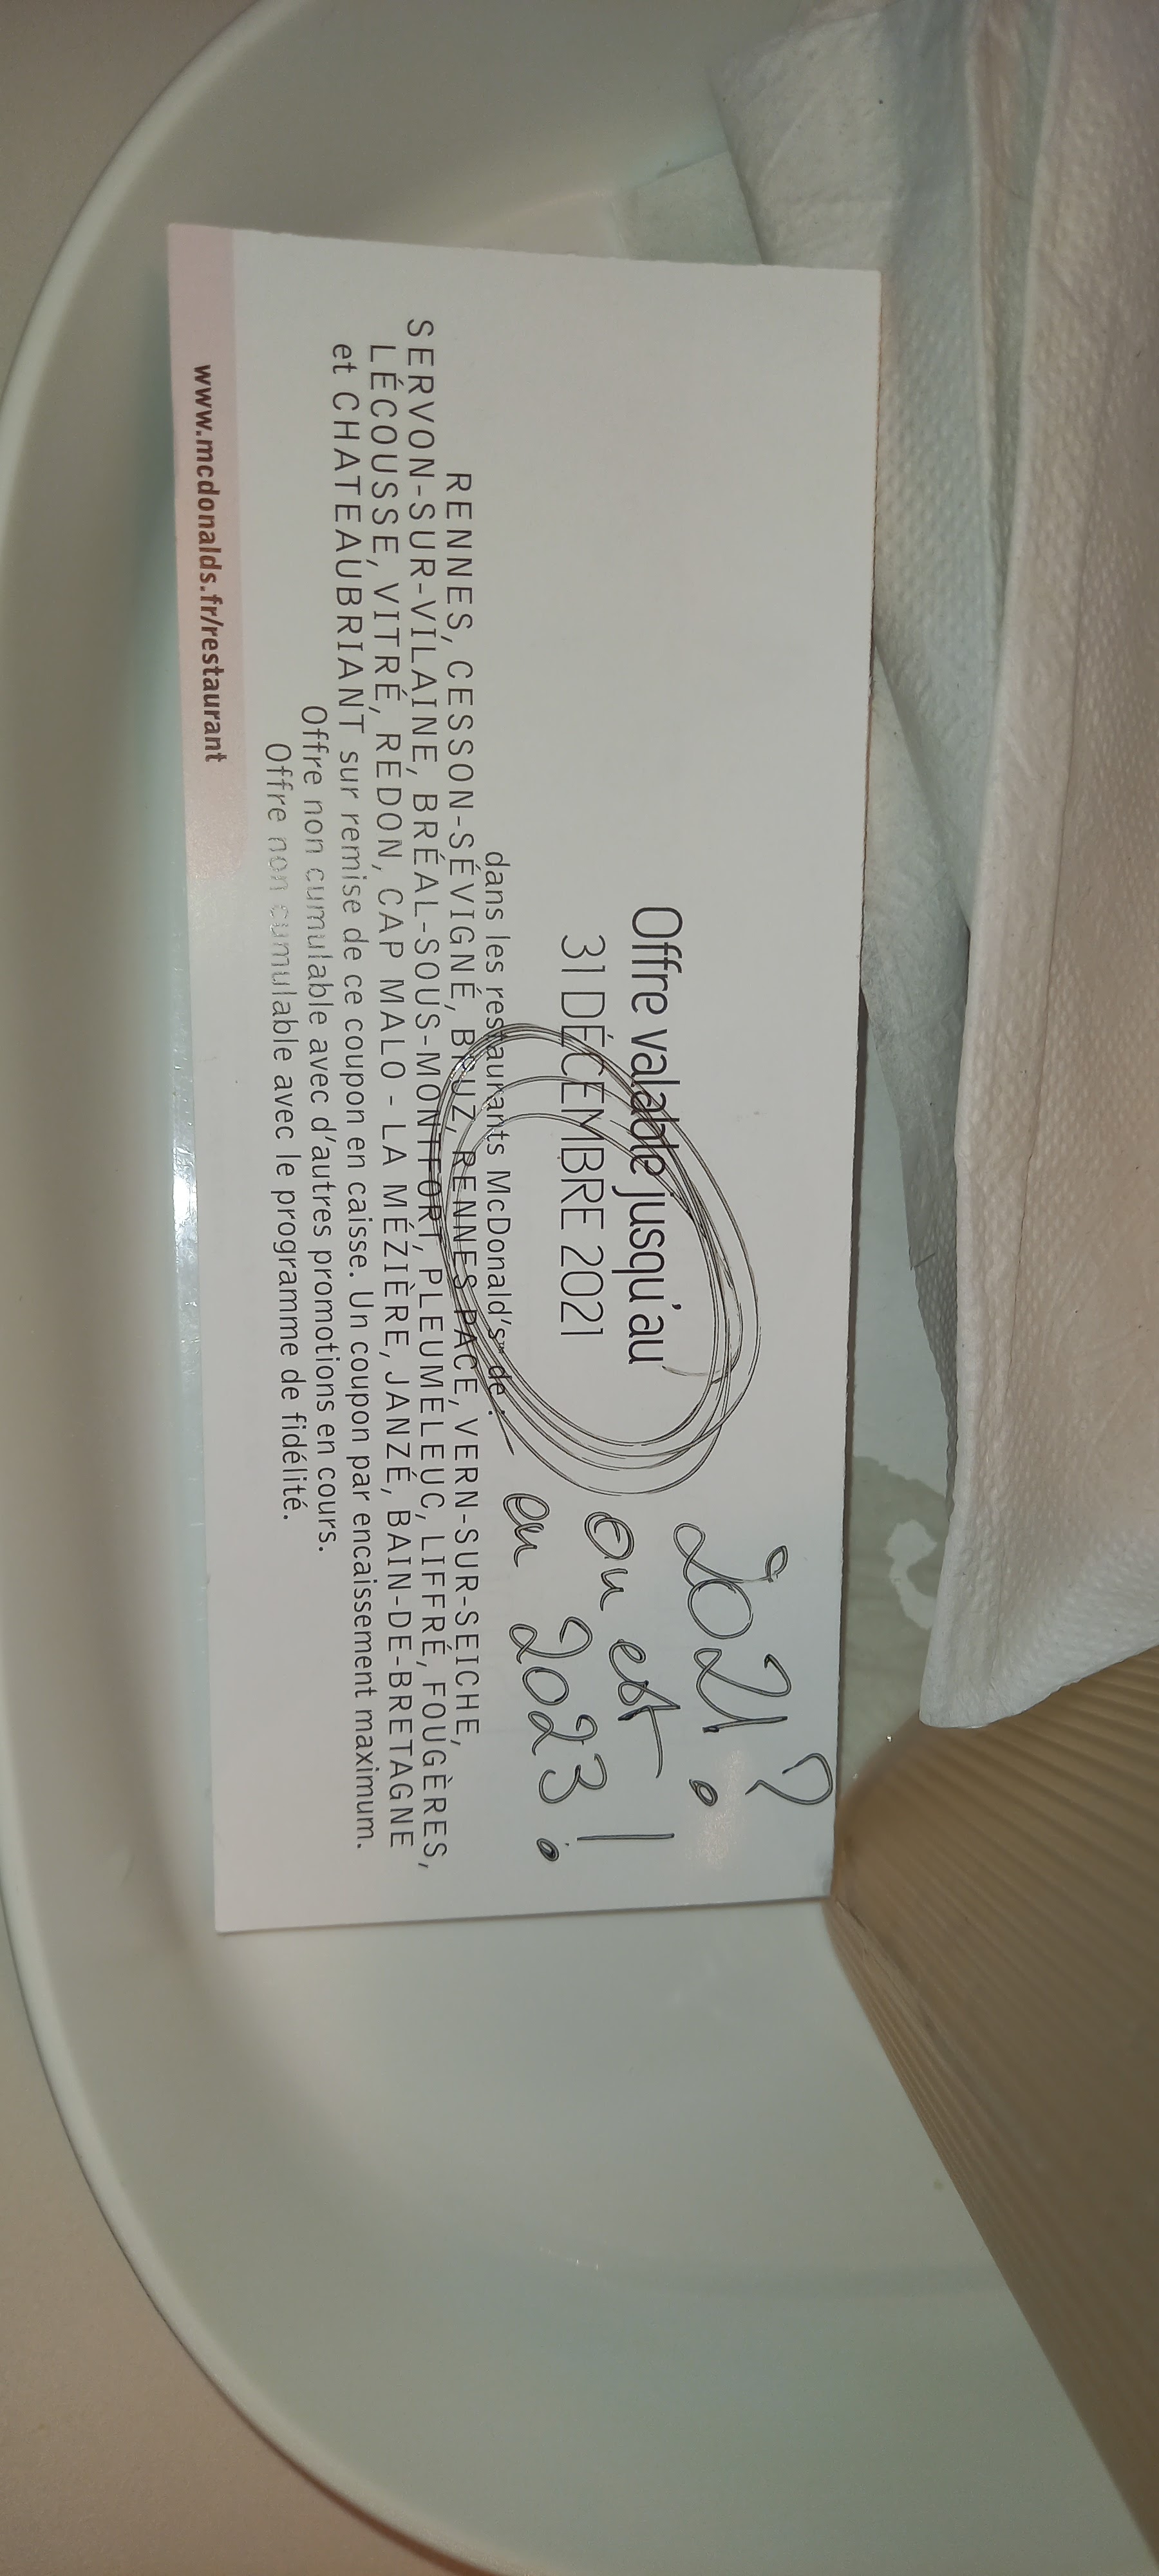 Offre valable jusqu'au
31 DÉCEMBRE 2021
dans les restaurants McDonald's™ de :
RENNES, CESSON-SÉVIGNÉ, BRUZ, RENNES PACÉ, VERN-SUR-SEICHE,
SERVON-SUR-VILAINE, BRÉAL-SOUS-MONTFORT, PLEUMELEUC, LIFFRÉ, FOUGÈRES,
LÉCOUSSE, VITRÉ, REDON, CAP MALO - LA MÉZIÈRE, JANZÉ, BAIN-DE-BRETAGNE
et CHATEAUBRIANT sur remise de ce coupon en caisse. Un coupon par encaissement maximum.
Offre non cumulable avec d'autres promotions en cours.
Offre non cumulable avec le programme de fidélité.
www.mcdonalds.fr/restaurant
2021 ?
on est
en 2023 !